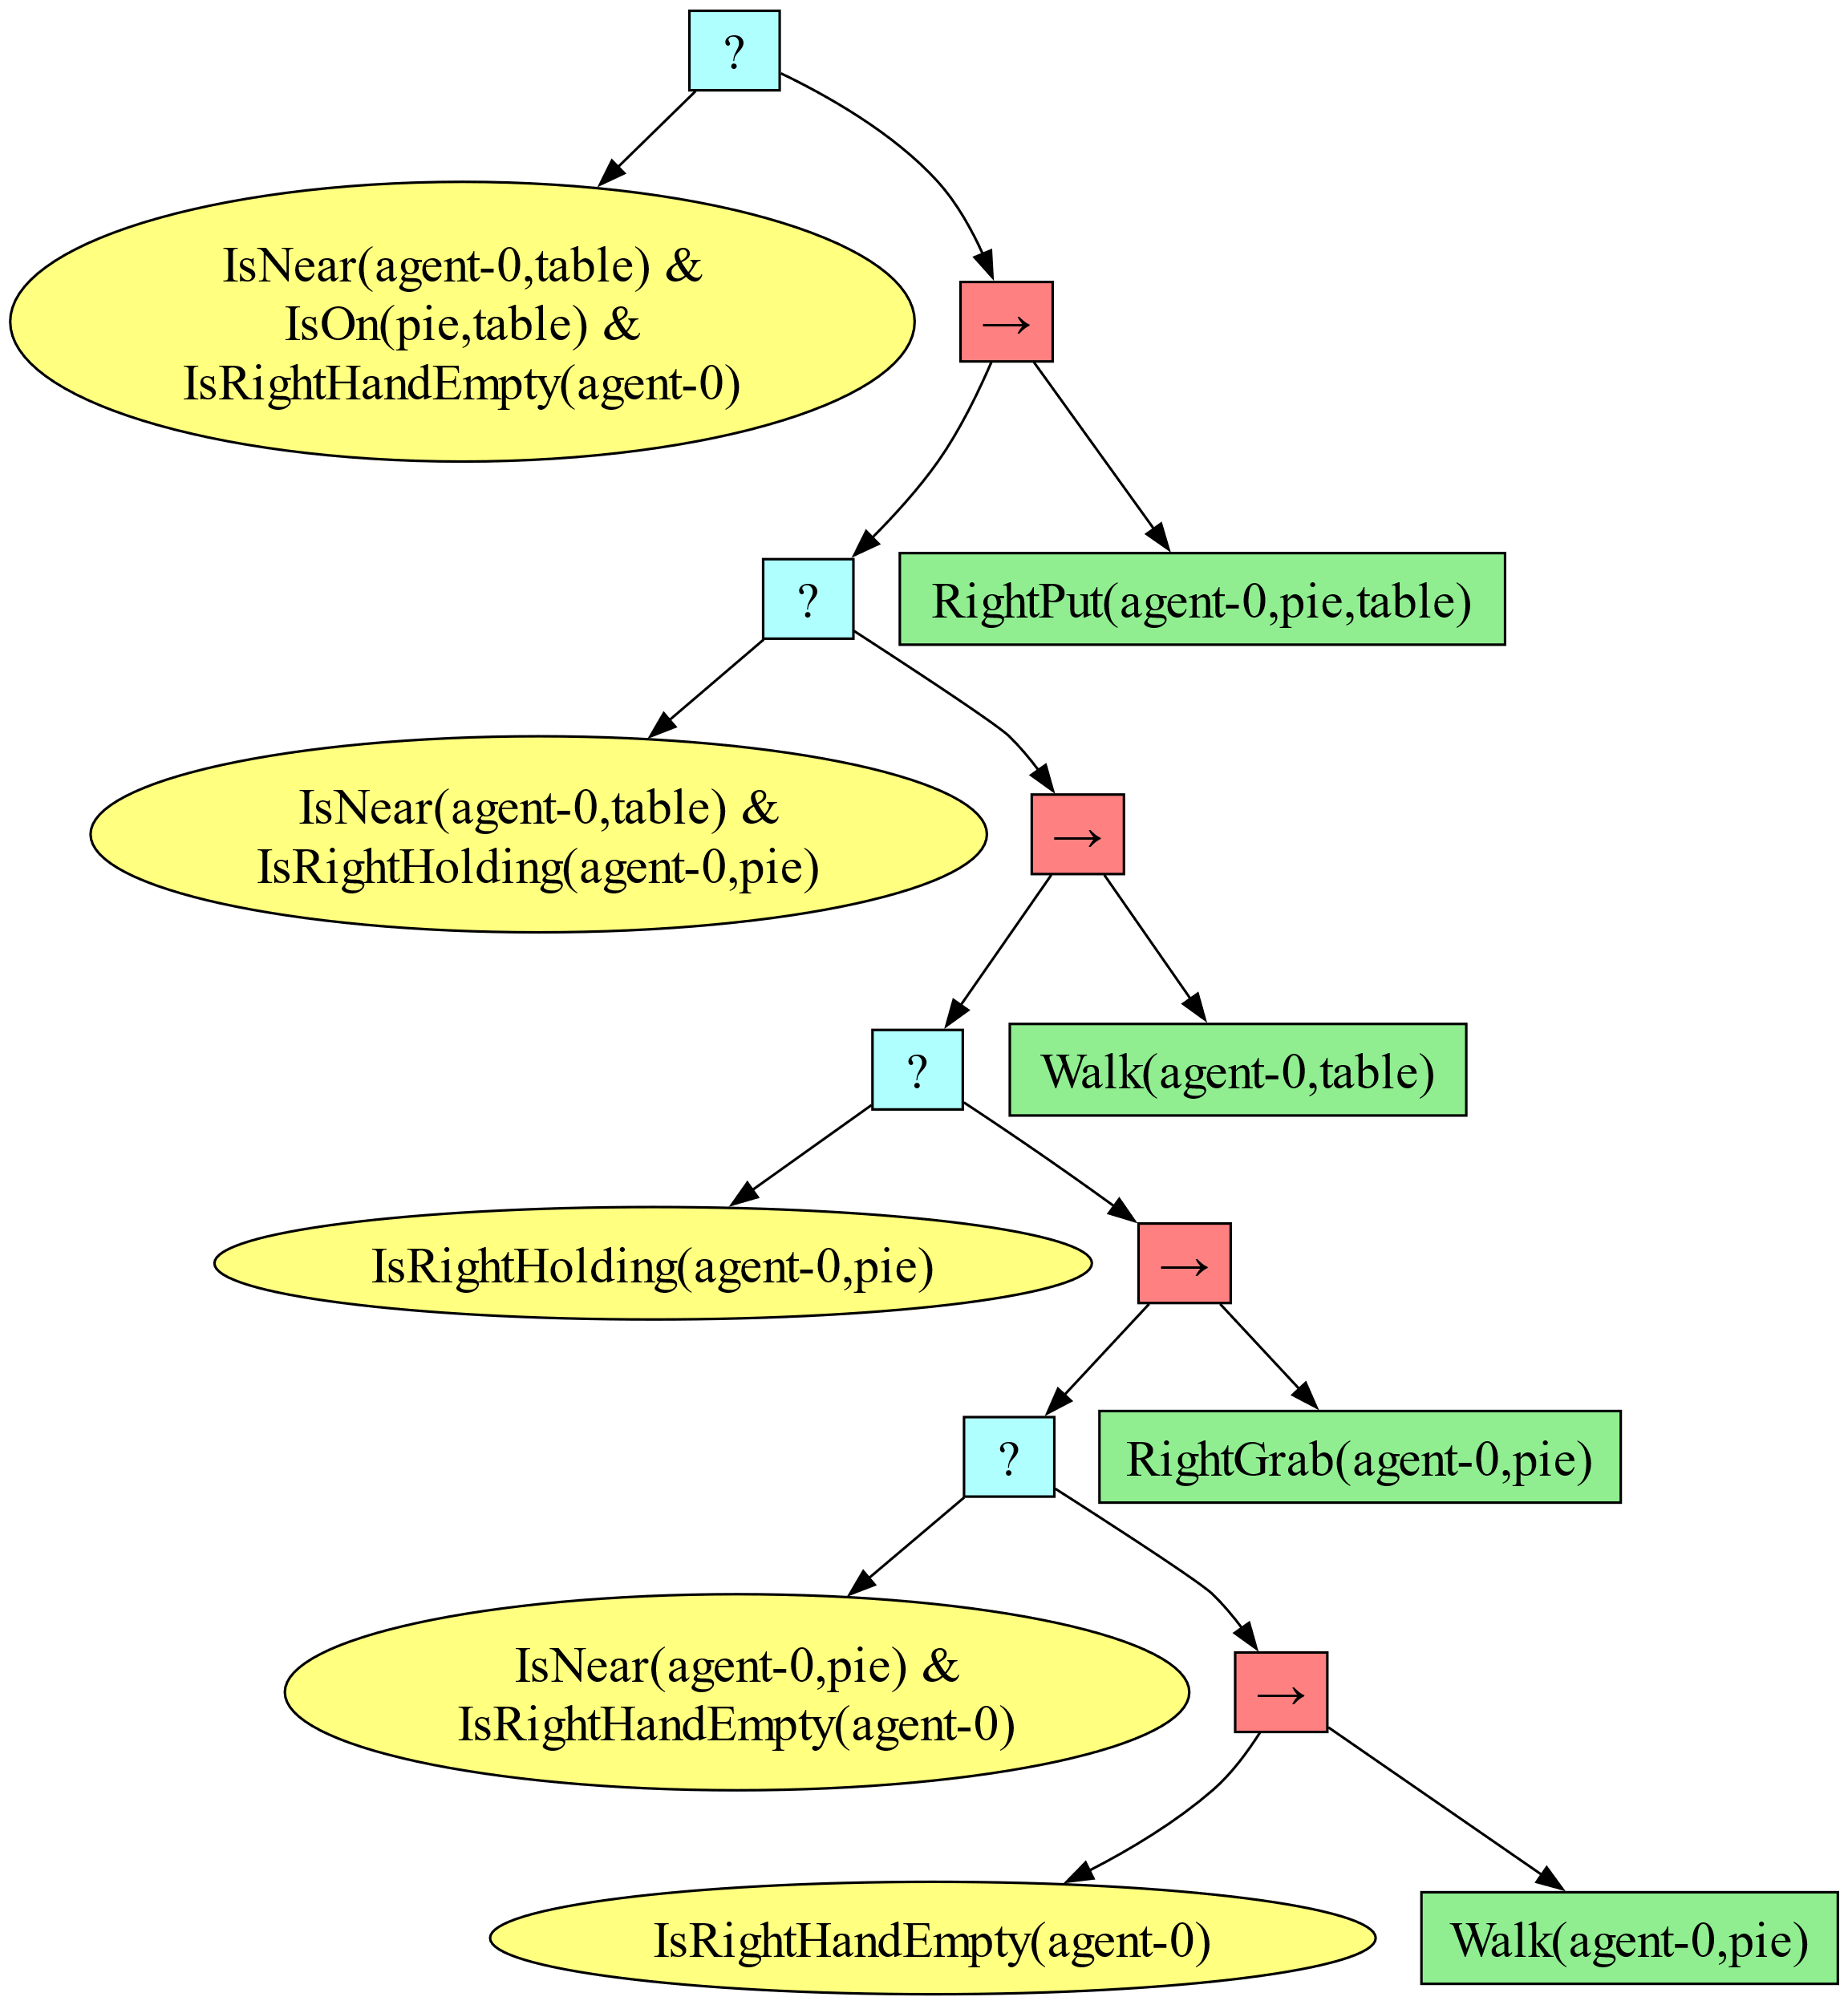 ?
IsNear(agent-0,table) &
IsOn(pie,table) &
IsRightHandEmpty(agent-0)
→
?
RightPut(agent-0,pie,table)
IsNear(agent-0,table) &
IsRightHolding(agent-0,pie)
→
?
Walk(agent-0,table)
IsRightHolding(agent-0,pie)
→
?
RightGrab(agent-0,pie)
IsNear(agent-0,pie) &
IsRightHandEmpty(agent-0)
→
IsRightHandEmpty(agent-0)
Walk(agent-0,pie)